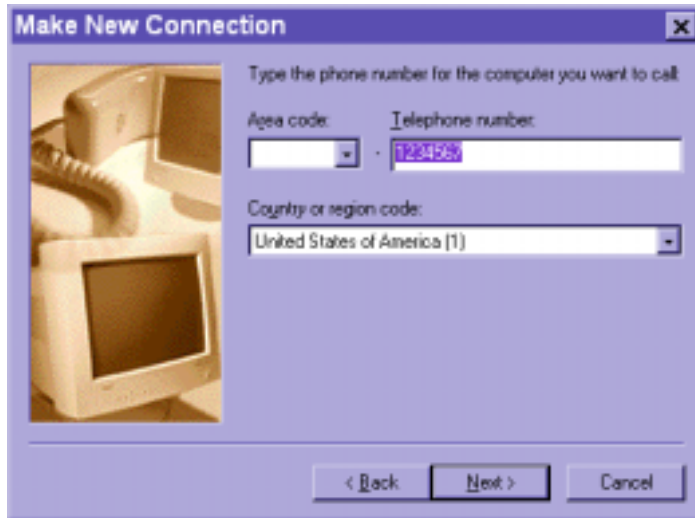 Make New Connection
Type the phone number for the computer you want to call:
Area code:
Telephone number:
- 1234567
Country or region code:
United States of America (1)
< Back
Next >
Cancel